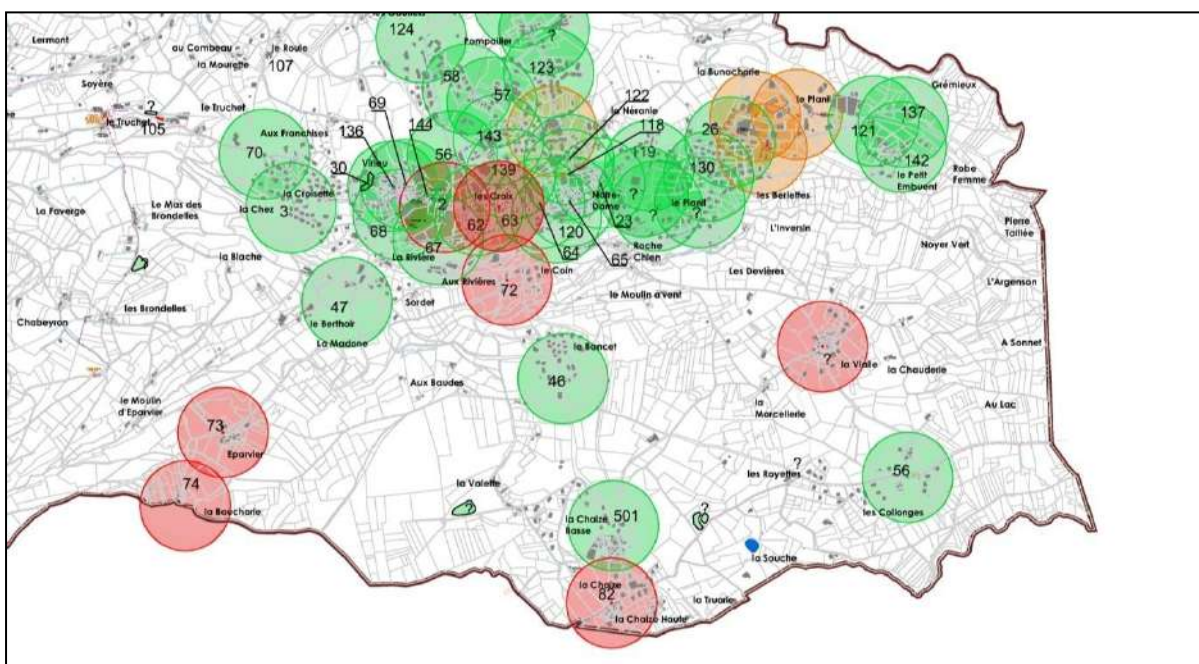 124
Pompailler
?
123
Lermont
au Combeau
le Roule
la Mourette
107
Soyère
58
57
la Bunacharie
le Plant
Grémieux
137
121
142
?
le Truchet
le Truchet
105
69
136
144
122
118
la Néranie
26
Aux Franchises
70
143
56
119
130
30
Virieu
139
les Croix
le Petit
Embuent
Robe
Femme
la Croisette
la Chez
3
2
Notre
Dame
?
?
le Planil
?
les Berlettes
La Faverge
Le Mas des
Brondelles
68
62
63
120
23
Pierre
Taillée
L'Inversin
67
La Rivière
64
65
Roche
Chien
Noyer Vert
la Blache
?
Aux Rivières
le Coin
72
Les Devières
L'Argenson
les Brondelles
47
Sordet
le Moulin a vent
Chabeyron
le Berthoir
La Madone
le Bancet
A Sonnet
?
la Vialle
la Chauderie
46
Aux Baudes
le Moulin
d'Eparvier
la
Marcellerie
Au Lac
73
Eparvier
?
les Rayettes
56
74
la Valette
?
la Boucharie
501
?
la Chaize
Basse
les Collonges
la Souche
la Chaize
82
la Truarie
la Chaize Haute